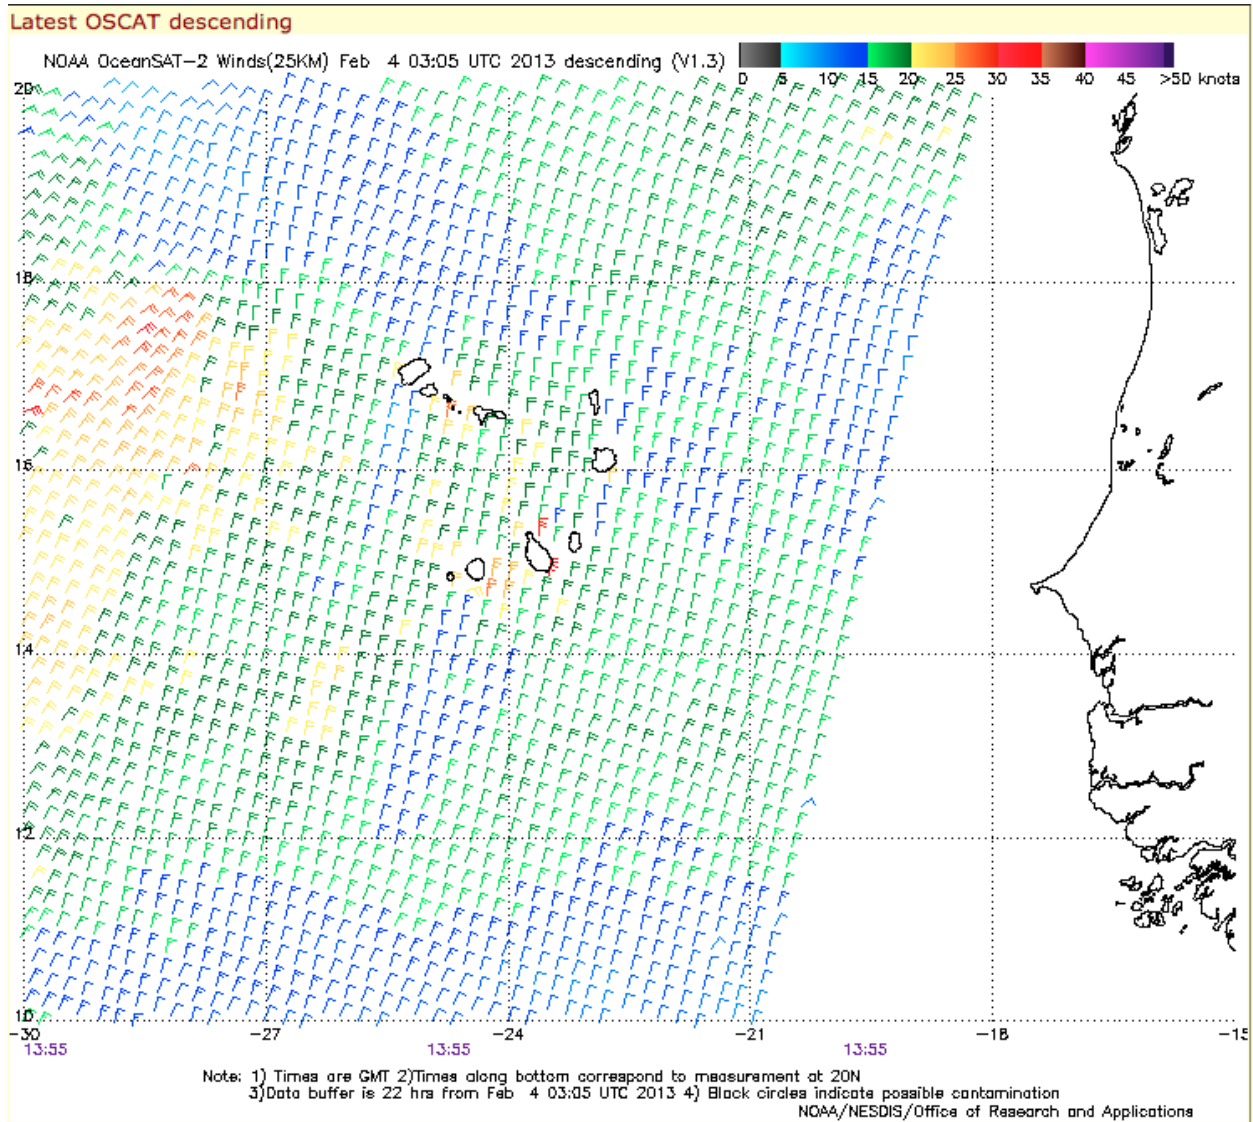 Latest OSCAT descending
NOAA OceanSAT-2 Winds(25KM) Feb 4 03:05 UTC 2013 descending (V1.3)
0 5 10 15 20 25 30 35 40 45 >50 knots
20
18
16
14
12
10
-30 -27 -24 -21 -18 -15
13:55 13:55 13:55
Note: 1) Times are GMT 2)Times along bottom correspond to measurement at 20N
3)Data buffer is 22 hrs from Feb 4 03:05 UTC 2013 4) Black circles indicate possible contamination
NOAA/NESDIS/Office of Research and Applications